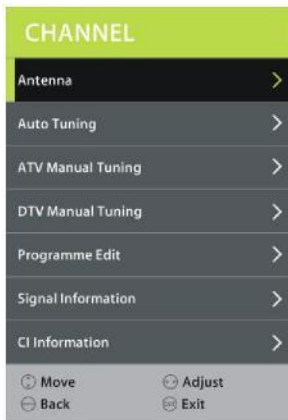 CHANNEL
Antenna
Auto Tuning
ATV Manual Tuning
DTV Manual Tuning
Programme Edit
Signal Information
CI Information
Move Adjust
Back Exit